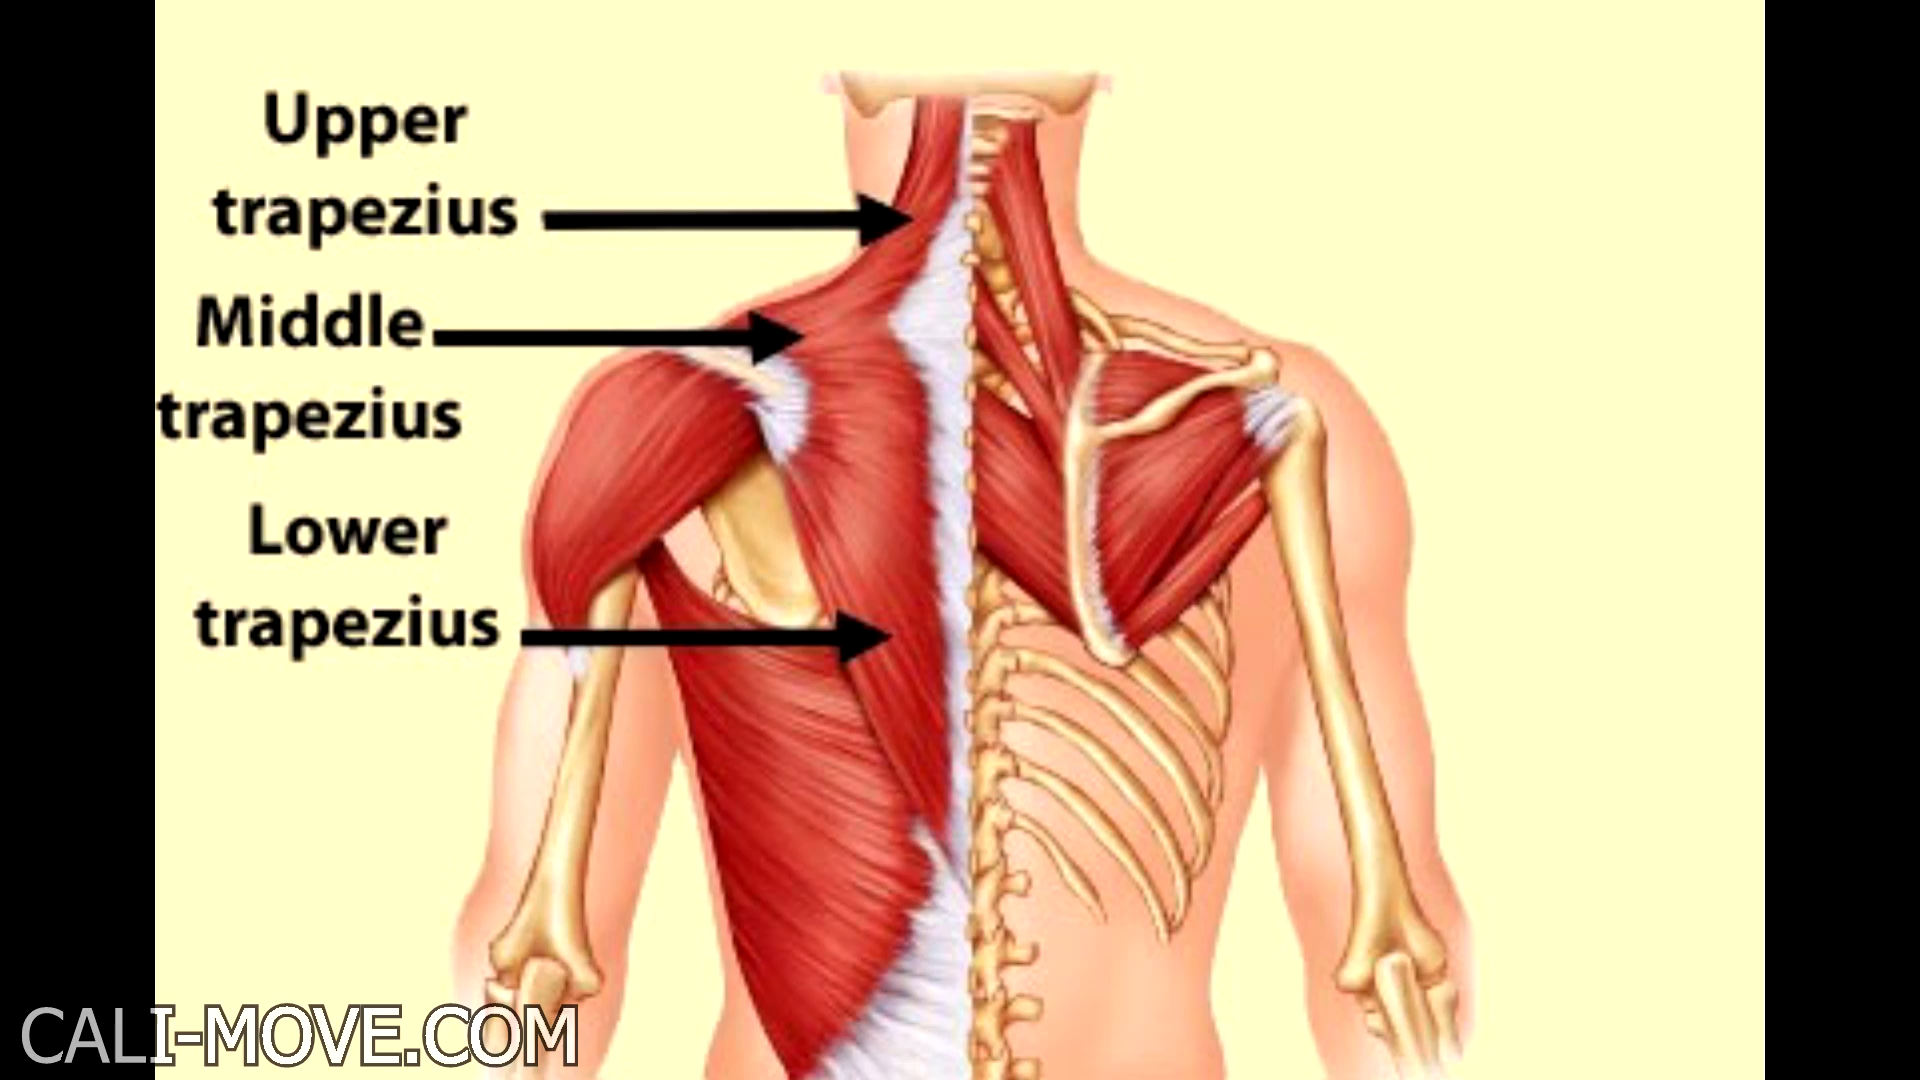 Upper
trapezius
Middle
trapezius
Lower
trapezius
CALI-MOVE.COM